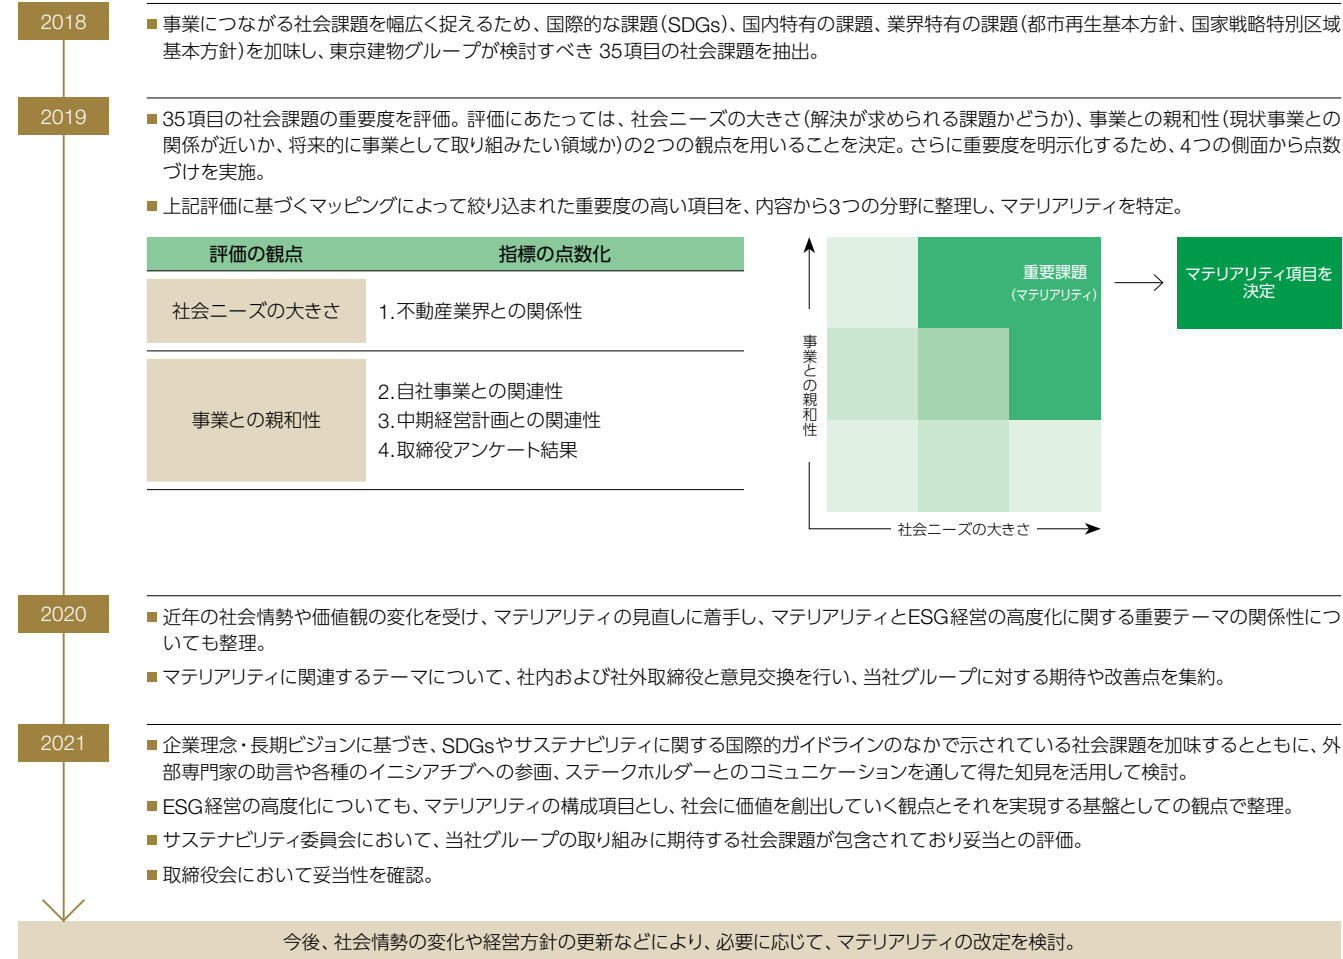 2018
■ 事業につながる社会課題を幅広く捉えるため、国際的な課題（SDGs）、国内特有の課題、業界特有の課題（都市再生基本方針、国家戦略特別区域
基本方針）を加味し、東京建物グループが検討すべき 35項目の社会課題を抽出。
2019
■ 35項目の社会課題の重要度を評価。評価にあたっては、社会ニーズの大きさ（解決が求められる課題かどうか）、事業との親和性（現状事業との
関係が近いか、将来的に事業として取り組みたい領域か）の2つの観点を用いることを決定。さらに重要度を明示化するため、4つの側面から点数
づけを実施。
■ 上記評価に基づくマッピングによって絞り込まれた重要度の高い項目を、内容から3つの分野に整理し、マテリアリティを特定。
評価の観点
指標の点数化
社会ニーズの大きさ
1.不動産業界との関係性
事業との親和性
2.自社事業との関連性
3.中期経営計画との関連性
4.取締役アンケート結果
事業との親和性
重要課題
（マテリアリティ）
社会ニーズの大きさ
マテリアリティ項目を
決定
2020
■ 近年の社会情勢や価値観の変化を受け、マテリアリティの見直しに着手し、マテリアリティとESG経営の高度化に関する重要テーマの関係性につ
いても整理。
■ マテリアリティに関連するテーマについて、社内および社外取締役と意見交換を行い、当社グループに対する期待や改善点を集約。
2021
■ 企業理念・長期ビジョンに基づき、SDGsやサステナビリティに関する国際的ガイドラインのなかで示されている社会課題を加味するとともに、外
部専門家の助言や各種のイニシアチブへの参画、ステークホルダーとのコミュニケーションを通して得た知見を活用して検討。
■ ESG経営の高度化についても、マテリアリティの構成項目とし、社会に価値を創出していく観点とそれを実現する基盤としての観点で整理。
■ サステナビリティ委員会において、当社グループの取り組みに期待する社会課題が包含されており妥当との評価。
■ 取締役会において妥当性を確認。
今後、社会情勢の変化や経営方針の更新などにより、必要に応じて、マテリアリティの改定を検討。